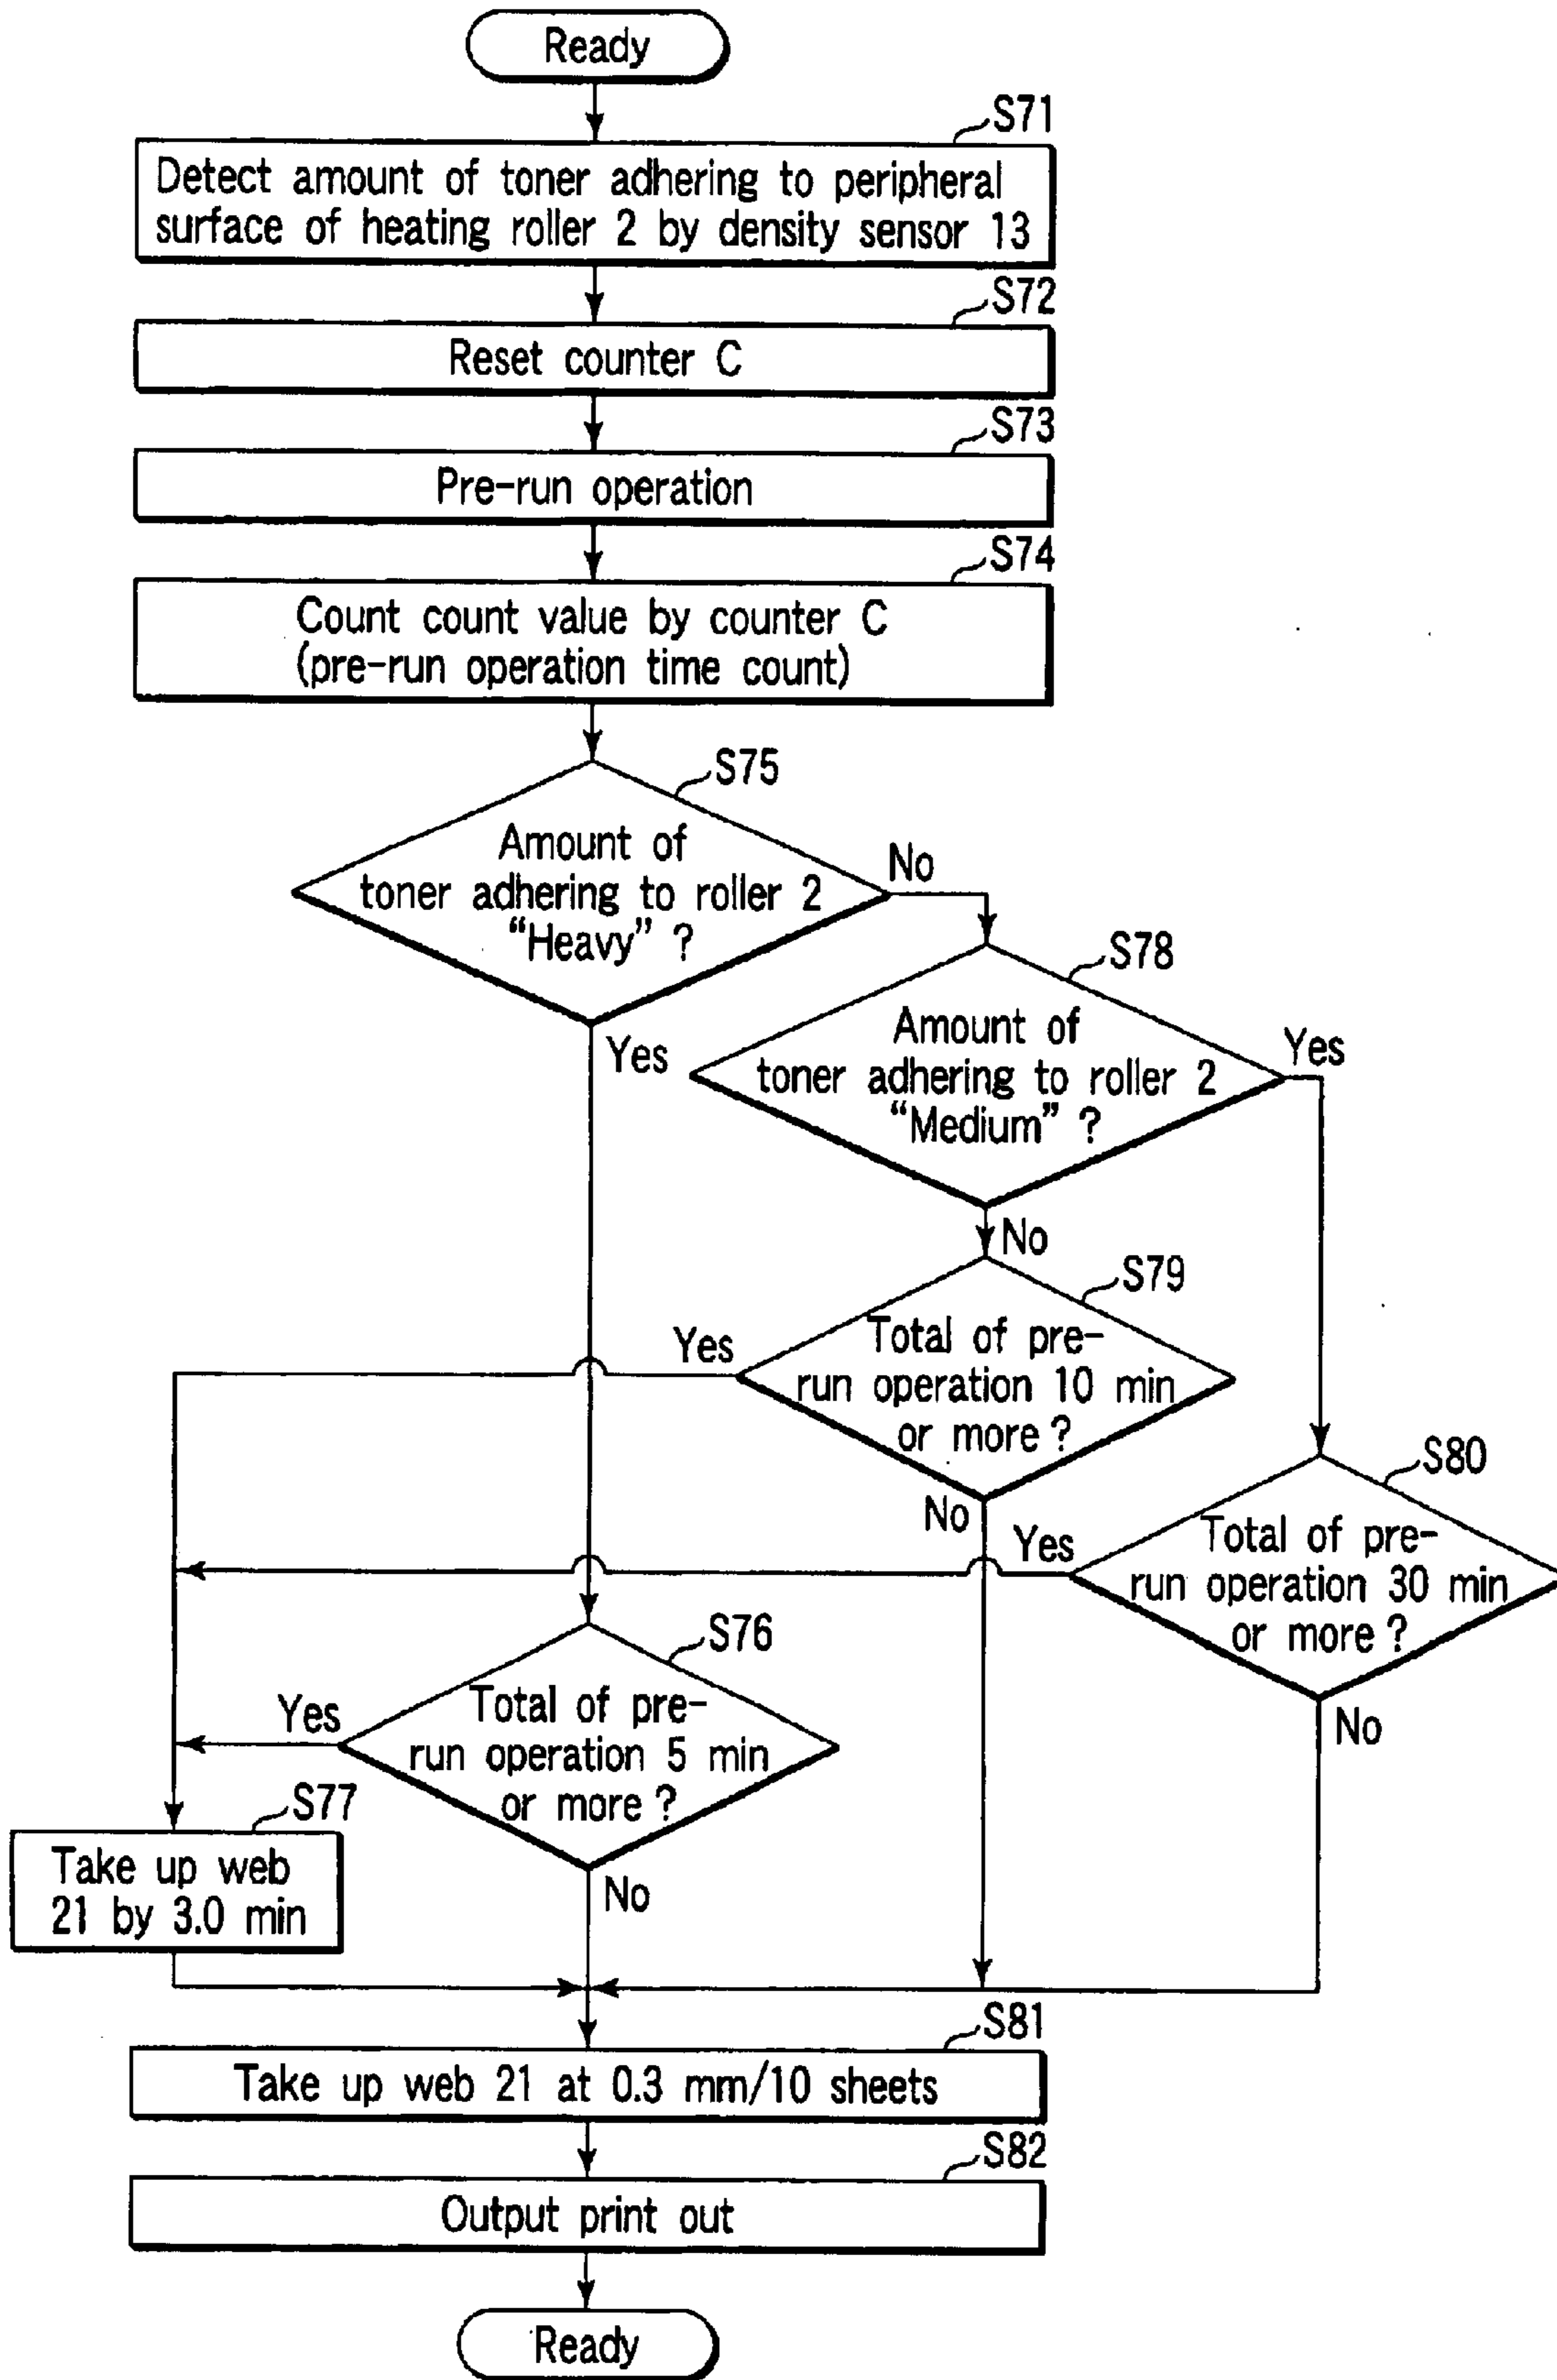 Ready
S71
Detect amount of toner adhering to peripheral
surface of heating roller 2 by density sensor 13
S72
Reset counter C
S73
Pre-run operation
S74
Count count value by counter C
(pre-run operation time count)
S75
Amount of
toner adhering to roller 2
“Heavy” ?
No
Yes
S78
Amount of
toner adhering to roller 2
“Medium” ?
Yes
No
S79
Total of pre-
run operation 10 min
or more ?
Yes
No
S80
Total of pre-
run operation 30 min
or more ?
Yes
No
S76
Total of pre-
run operation 5 min
or more ?
Yes
No
S77
Take up web
21 by 3.0 min
S81
Take up web 21 at 0.3 mm/10 sheets
S82
Output print out
Ready